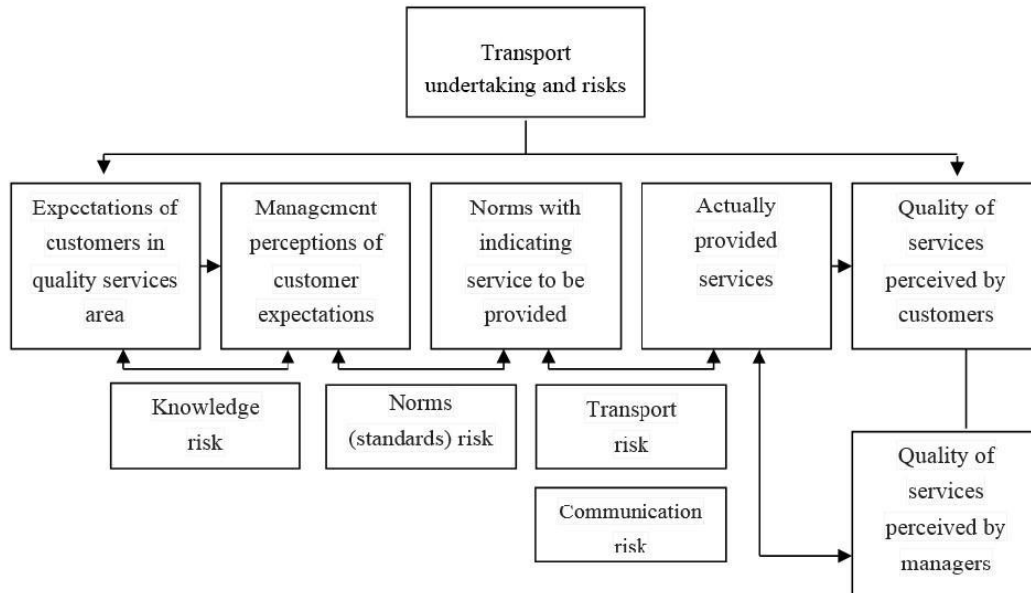 Transport
undertaking and risks
Expectations of
customers in
quality services
area
Management
perceptions of
customer
expectations
Norms with
indicating
service to be
provided
Actually
provided
services
Quality of
services
perceived by
customers
Knowledge
risk
Norms
(standards) risk
Transport
risk
Communication
risk
Quality of
services
perceived by
managers